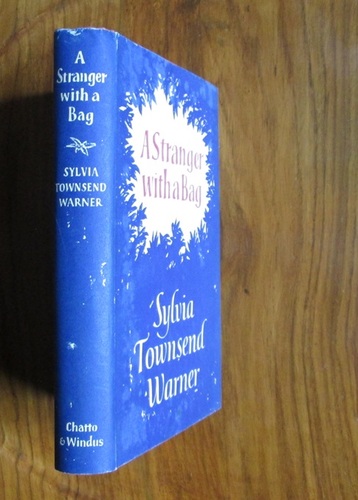 A
Stranger
with a
Bag
SYLVIA
TOWNSEND
WARNER
Chatto
& Windus
A Stranger
with a Bag
Sylvia
Townsend
Warner